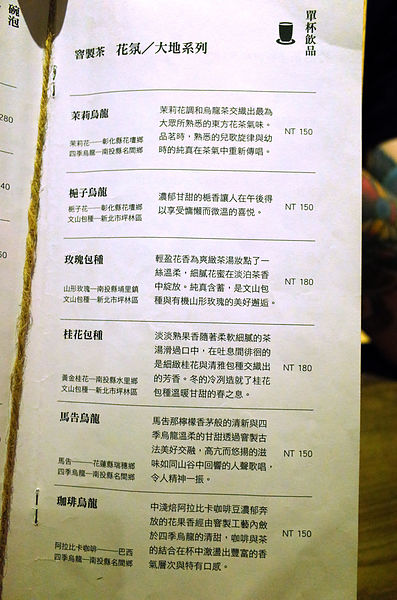 碗泡
280
40
60
單杯飲品
窨製茶 花氛／大地系列
茉莉烏龍
茉莉花──彰化縣花壇鄉
四季烏龍─南投縣名間鄉
茉莉花調和烏龍茶交織出最為
大眾所熟悉的東方花茶氣味。
品茗時，熟悉的兒歌旋律與幼
時的純真在茶氣中重新傳唱。
NT 150
梔子烏龍
梔子花──彰化縣花壇鄉
文山包種─新北市坪林區
濃郁甘甜的梔香讓人在午後得
以享受慵懶而微溫的喜悅。
NT 150
玫瑰包種
山形玫瑰─南投縣埔里鎮
文山包種─新北市坪林區
輕盈花香為爽緻茶湯妝點了一
絲溫柔，細膩花蜜在淡泊茶香
中綻放。純真含蓄，是文山包
種與有機山形玫瑰的美好邂逅。
NT 180
桂花包種
黃金桂花─南投縣水里鄉
文山包種─新北市坪林區
淡淡熟果香隨著柔軟細膩的茶
湯滑過口中，在吐息間徘徊的
是細緻桂花與清雅包種交織出
的芳香。冬的冷冽造就了桂花
包種溫暖甘甜的春之息。
NT 180
馬告烏龍
馬告───花蓮縣瑞穗鄉
四季烏龍─南投縣名間鄉
馬告那檸檬香茅般的清新與四
季烏龍溫柔的甘甜透過窨製古
法美好交融，高亢而悠揚的滋
味如同山谷中回響的人聲歌唱，
令人精神一振。
NT 150
珈琲烏龍
阿拉比卡咖啡───巴西
四季烏龍─南投縣名間鄉
中淺焙阿拉比卡咖啡豆濃郁奔
放的花果香經由窨製工藝內斂
於四季烏龍的清甜，咖啡與茶
的結合在杯中激盪出豐富的香
氣層次與特有口感。
NT 150